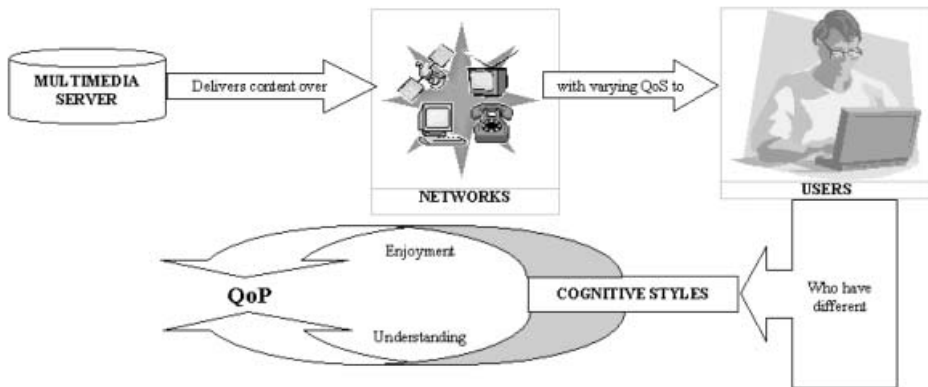 MULTIMEDIA
SERVER
Delivers content over
NETWORKS
with varying QoS to
USERS
Who have
different
COGNITIVE STYLES
Enjoyment
QoP
Understanding